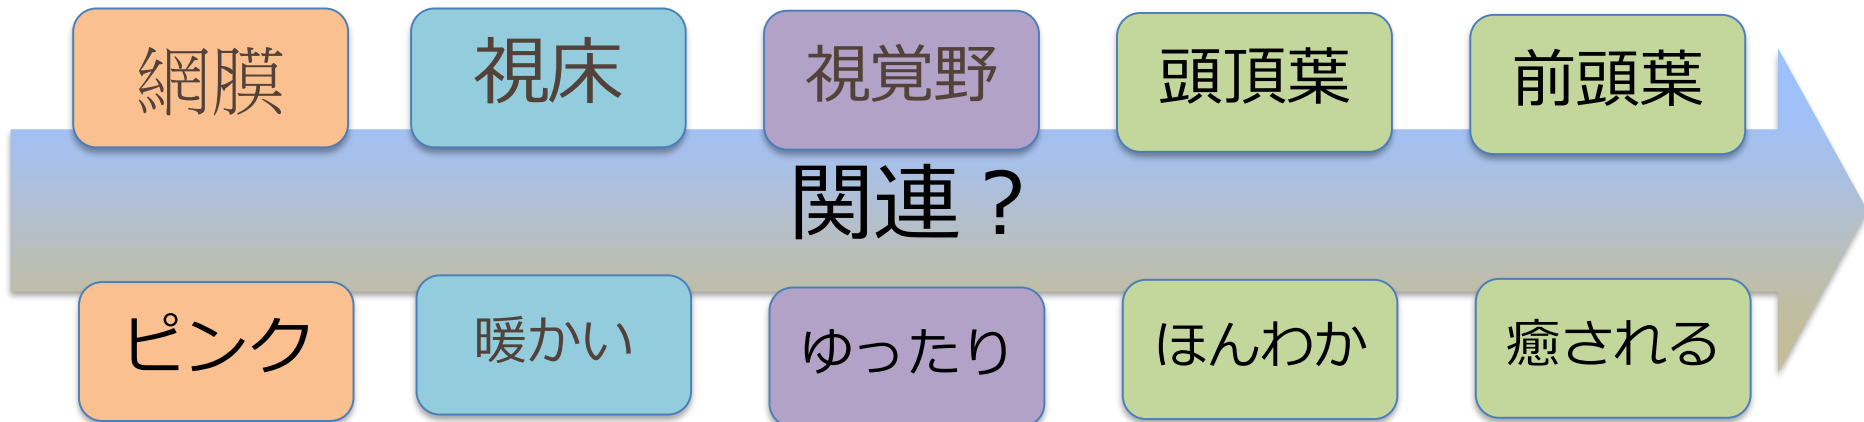 網膜
視床
視覚野
頭頂葉
前頭葉
関連？
ピンク
暖かい
ゆったり
ほんわか
癒される